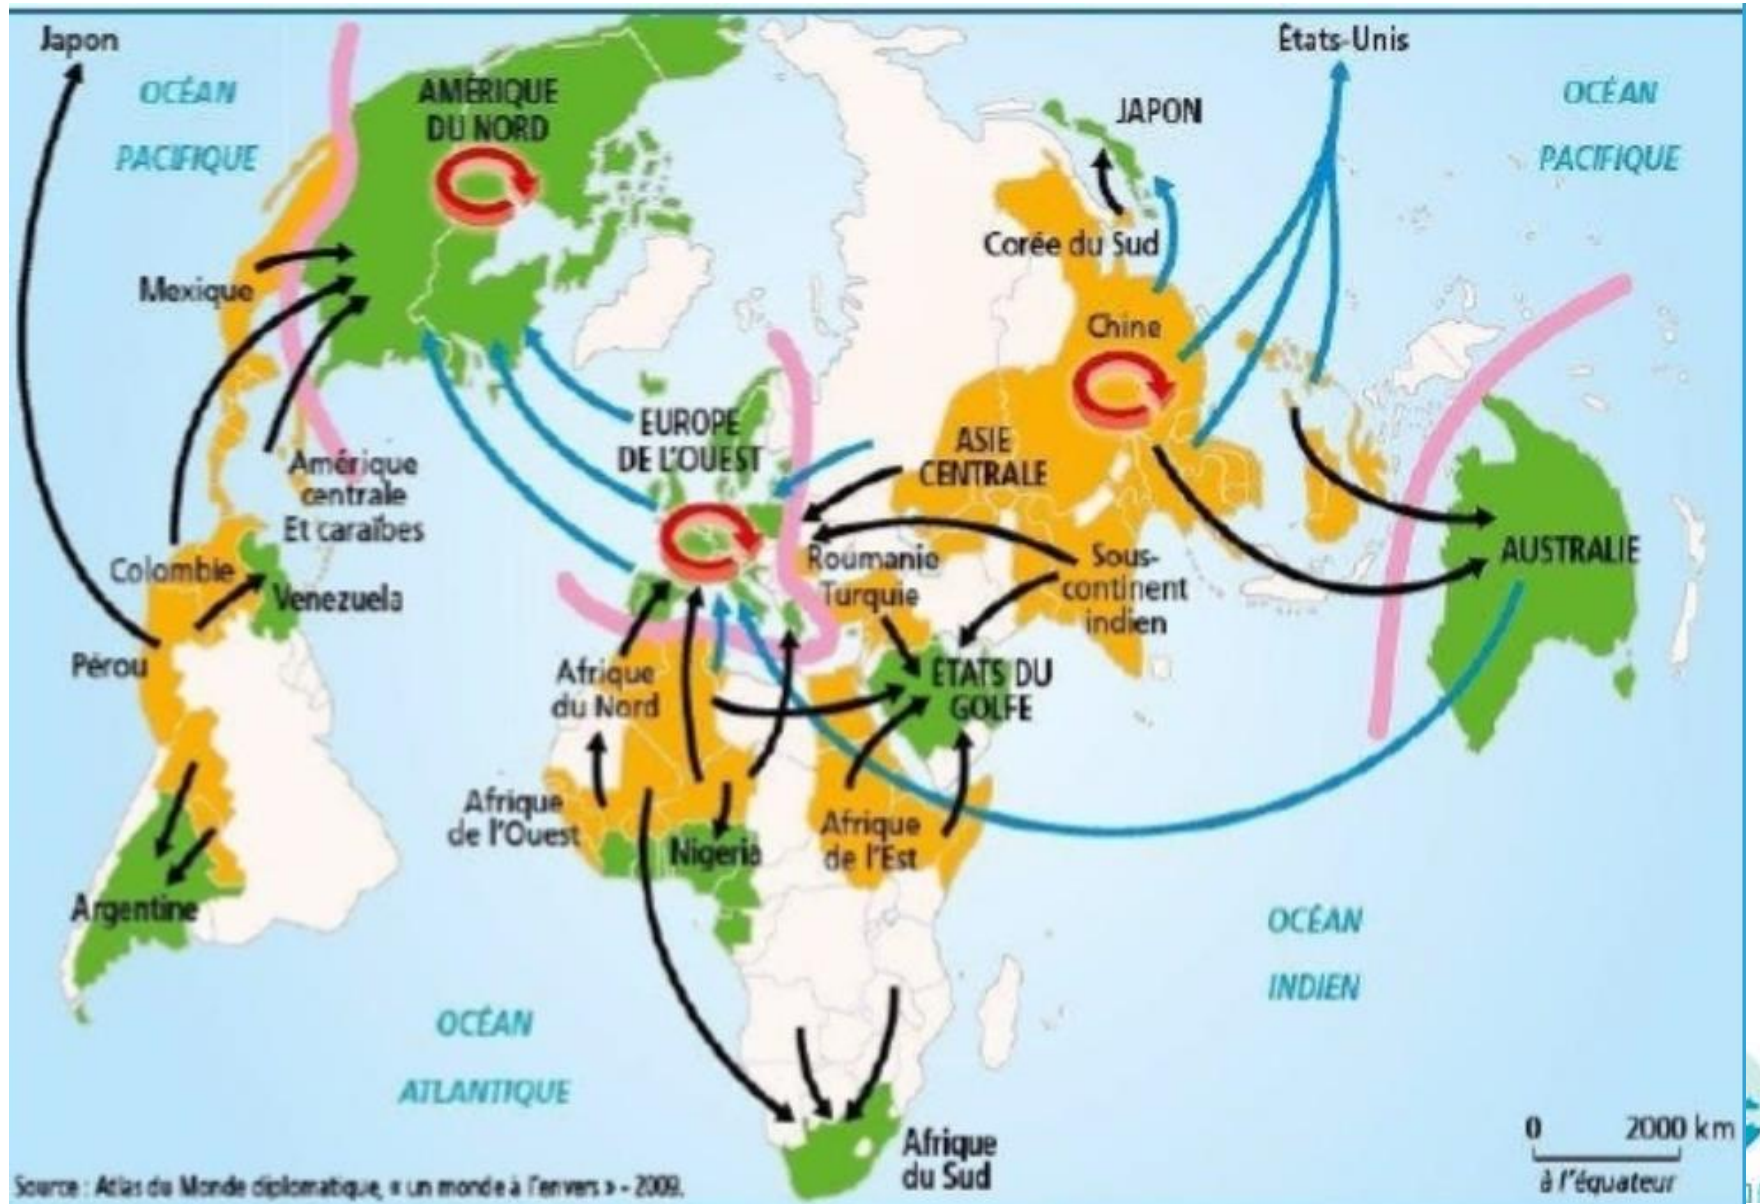 Japon
OCÉAN
PACIFIQUE
AMÉRIQUE
DU NORD
États-Unis
JAPON
OCÉAN
PACIFIQUE
Corée du Sud
Mexique
Chine
EUROPE
DE L'OUEST
ASIE
CENTRALE
Amérique
centrale
Et caraïbes
Colombie
Venezuela
Roumanie
Turquie
Sous-
continent
indien
AUSTRALIE
Pérou
Afrique
du Nord
ÉTATS DU
GOLFE
Afrique
de l'Ouest
Nigeria
Afrique
de l'Est
Argentine
OCÉAN
INDIEN
OCÉAN
ATLANTIQUE
Afrique
du Sud
0 2000 km
à l'équateur
Source : Atlas du Monde diplomatique, « un monde à l'envers » - 2009.